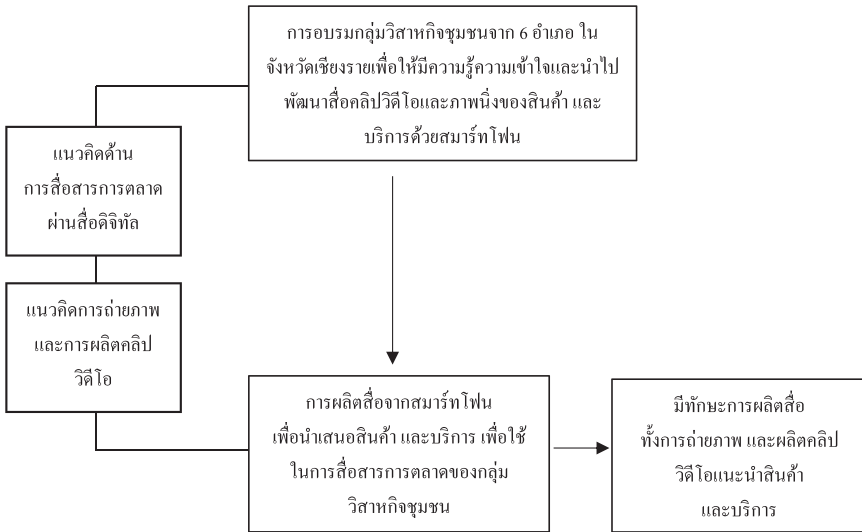 การอบรมกลุ่มวิสาหกิจชุมชนจาก 6 อำเภอ ใน
จังหวัดเชียงรายเพื่อให้มีความรู้ความเข้าใจและนำไป
พัฒนาสื่อคลิปวิดีโอและภาพนิ่งของสินค้า และ
บริการด้วยสมาร์ทโฟน
แนวคิดด้าน
การสื่อสารการตลาด
ผ่านสื่อดิจิทัล
แนวคิดการถ่ายภาพ
และการผลิตคลิป
วิดีโอ
การผลิตสื่อจากสมาร์ทโฟน
เพื่อนำเสนอสินค้า และบริการ เพื่อใช้
ในการสื่อสารการตลาดของกลุ่ม
วิสาหกิจชุมชน
มีทักษะการผลิตสื่อ
ทั้งการถ่ายภาพ และผลิตคลิป
วิดีโอแนะนำสินค้า
และบริการ